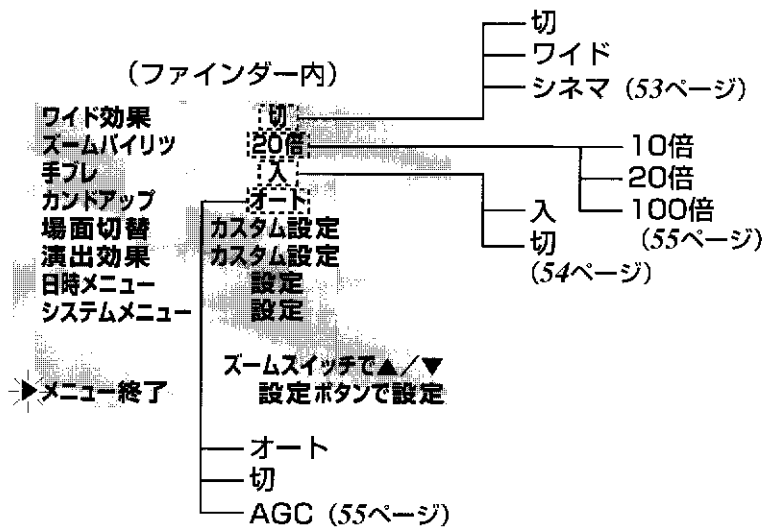 切
ワイド
シネマ（53ページ）
（ファインダー内）
ワイド効果 切
ズームバイリツ 20倍
手ブレ 入
カンドアップ オート
場面切替 カスタム設定
演出効果 カスタム設定
日時メニュー 設定
システムメニュー 設定
ズームスイッチで▲／▼
▶メニュー終了 設定ボタンで設定
10倍
20倍
100倍
（55ページ）
入
切
（54ページ）
オート
切
AGC（55ページ）